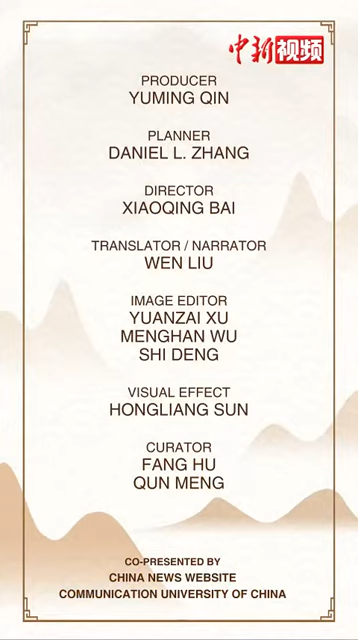 中新视频
PRODUCER
YUMING QIN
PLANNER
DANIEL L. ZHANG
DIRECTOR
XIAOQING BAI
TRANSLATOR / NARRATOR
WEN LIU
IMAGE EDITOR
YUANZAI XU
MENGHAN WU
SHI DENG
VISUAL EFFECT
HONGLIANG SUN
CURATOR
FANG HU
QUN MENG
CO-PRESENTED BY
CHINA NEWS WEBSITE
COMMUNICATION UNIVERSITY OF CHINA